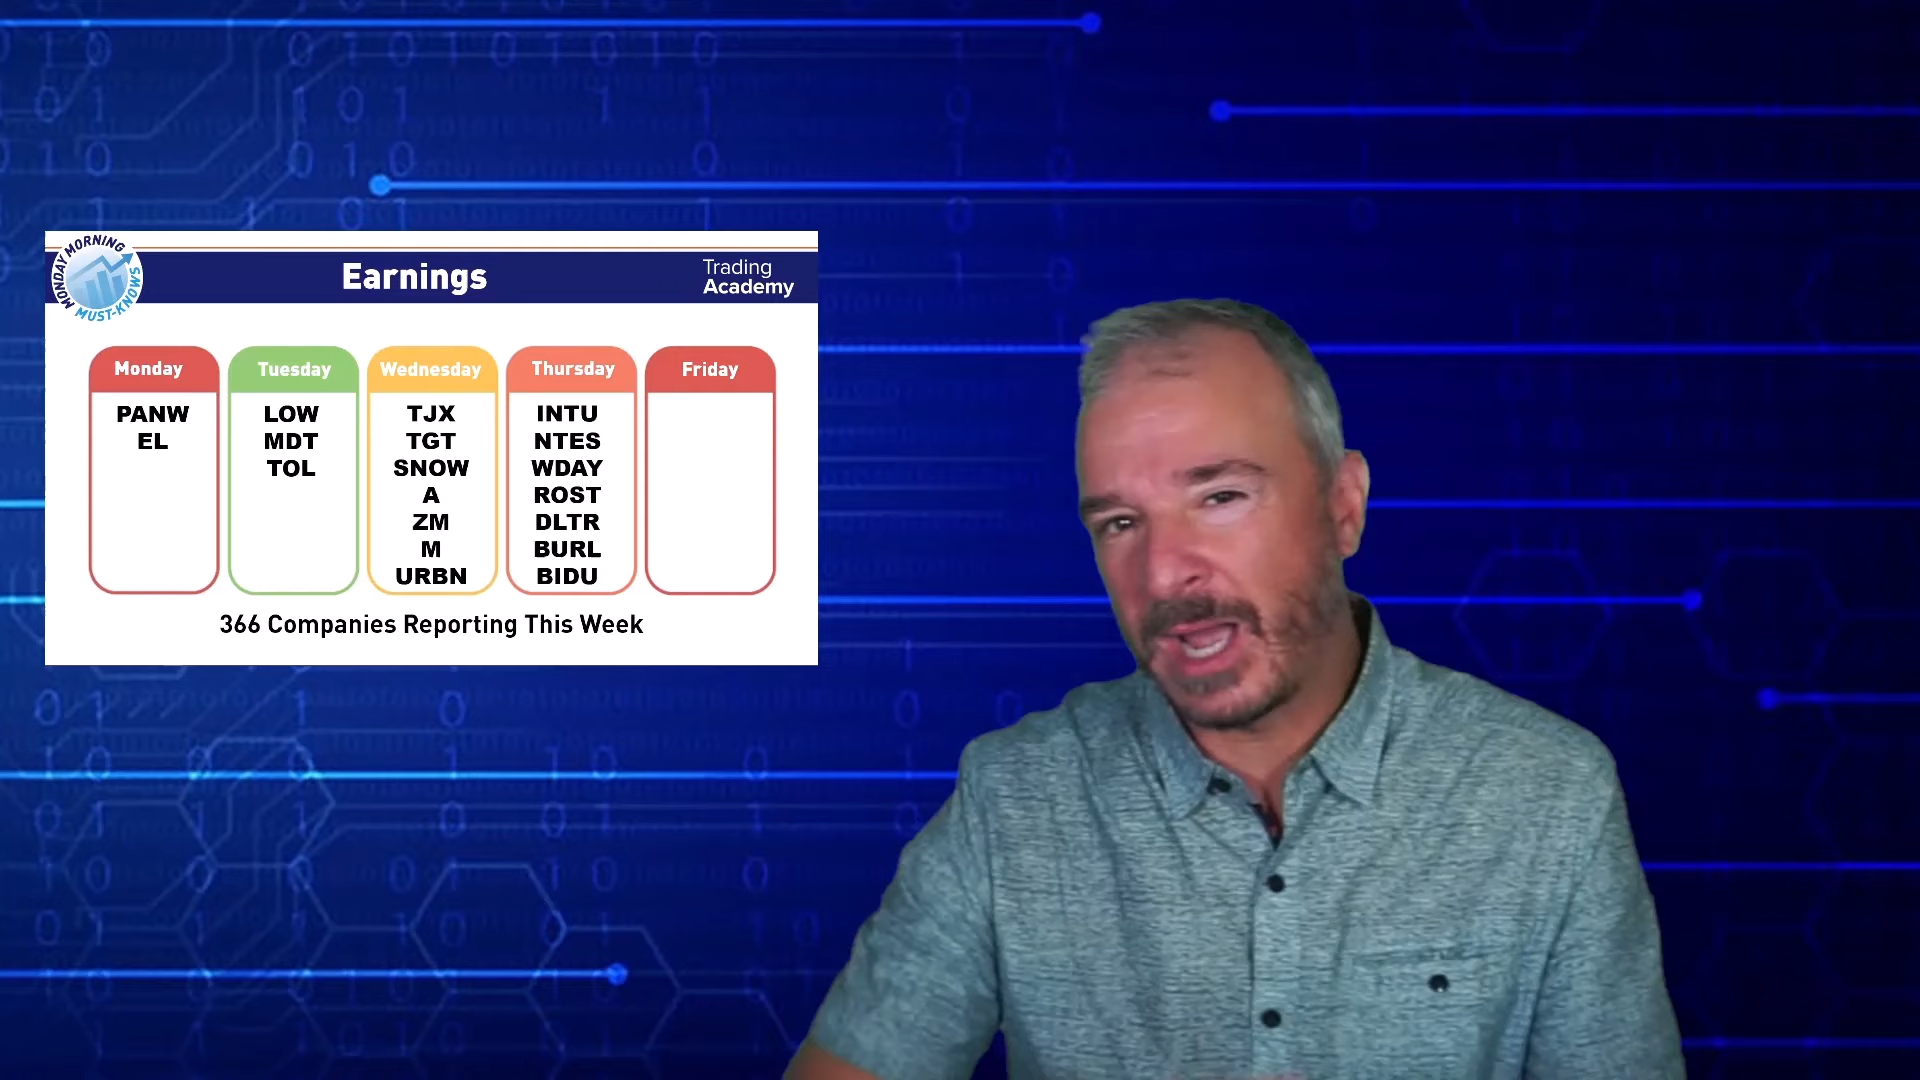 MONDAY MORNING
MUST-KNOWS
Earnings
Trading
Academy
Monday
PANW
EL
Tuesday
LOW
MDT
TOL
Wednesday
TJX
TGT
SNOW
A
ZM
M
URBN
Thursday
INTU
NTES
WDAY
ROST
DLTR
BURL
BIDU
Friday
366 Companies Reporting This Week